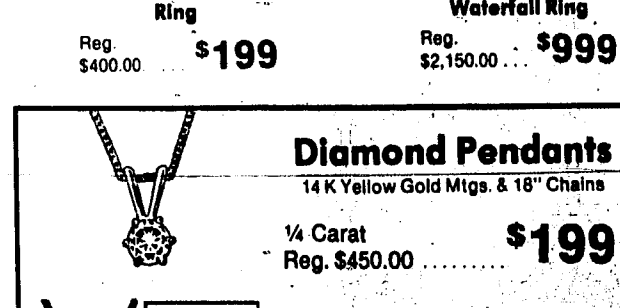 Ring
Reg.
$400.00 .... $199
Waterfall Ring
Reg.
$2,150.00 ... $999
Diamond Pendants
14 K Yellow Gold Mtgs. & 18" Chains
1/4 Carat
Reg. $450.00 ......... $199